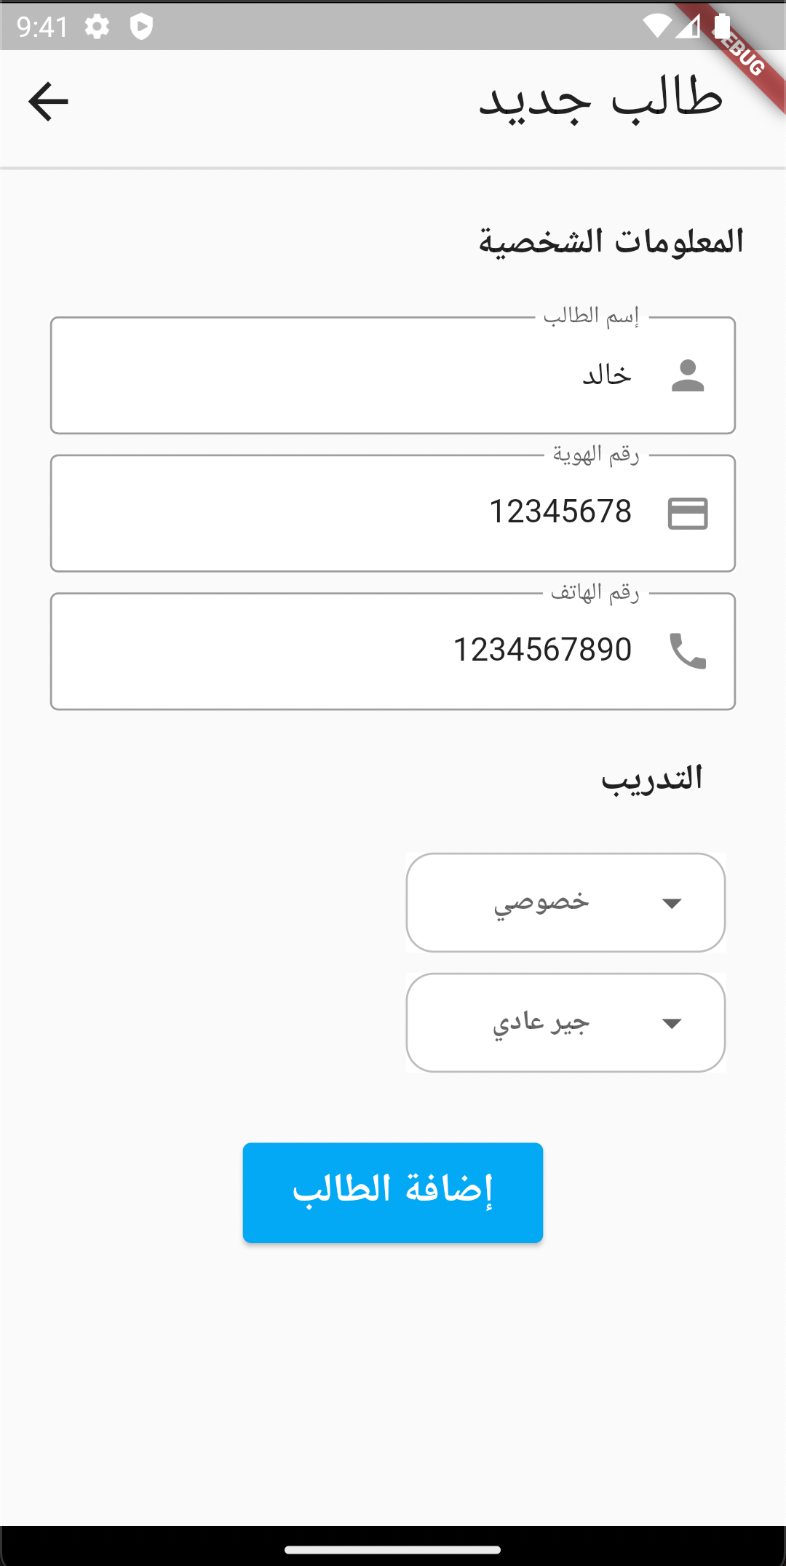 9:41
EBUG
طالب جديد
المعلومات الشخصية
إسم الطالب
خالد
رقم الهوية
12345678
رقم الهاتف
1234567890
التدريب
خصوصي
جير عادي
إضافة الطالب